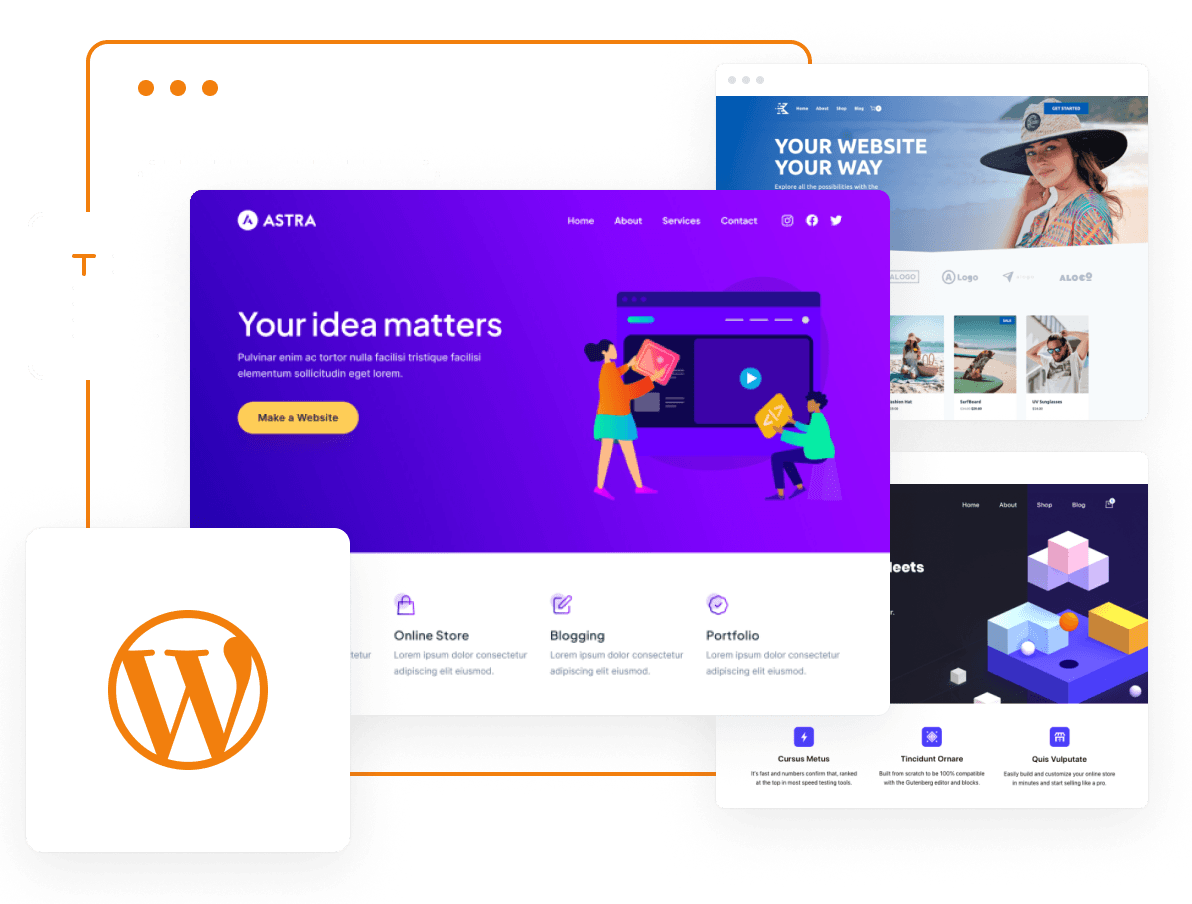 T
Home About Shop Blog
GET STARTED
YOUR WEBSITE
YOUR WAY
Explore all the possibilities with the
ASTRA
Home About Services Contact
Your idea matters
Pulvinar enim ac tortor nulla facilisi tristique facilisi
elementum sollicitudin eget lorem.
Make a Website
ALOGO
Logo
SALE
Hat
SurfBoard
UV Sunglasses
Online Store
Lorem ipsum dolor consectetur
adipiscing elit eiusmod.
Blogging
Lorem ipsum dolor consectetur
adipiscing elit eiusmod.
Portfolio
Lorem ipsum dolor consectetur
adipiscing elit eiusmod.
Home About Shop Blog
W
Cursus Metus
It's fast and numbers confirm that, ranked
at the top in most speed testing tools.
Tincidunt Ornare
Built from scratch to be 100% compatible
with the Gutenberg editor and blocks.
Quis Vulputate
Easily build and customize your online store
in minutes and start selling like a pro.